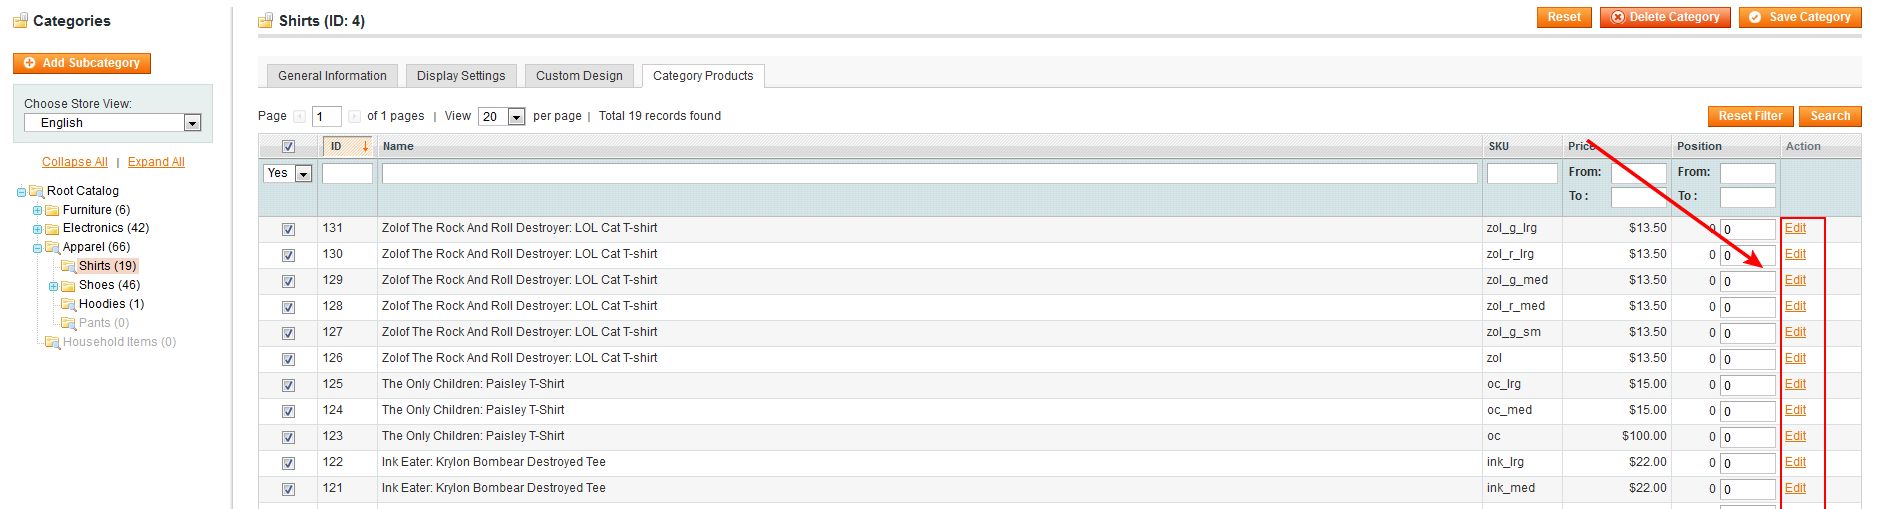 Categories
Add Subcategory
Choose Store View:
English
Collapse All | Expand All
Root Catalog
Furniture (6)
Electronics (42)
Apparel (66)
Shirts (19)
Shoes (46)
Hoodies (1)
Pants (0)
Household Items (0)
Shirts (ID: 4)
Reset Delete Category Save Category
General Information Display Settings Custom Design Category Products
Page 1 of 1 pages | View 20 per page | Total 19 records found
Reset Filter Search
ID Name SKU Price Position Action
Yes From: From:
To : To :
131 Zolof The Rock And Roll Destroyer: LOL Cat T-shirt zol_g_lrg $13.50 0 0 Edit
130 Zolof The Rock And Roll Destroyer: LOL Cat T-shirt zol_r_lrg $13.50 0 0 Edit
129 Zolof The Rock And Roll Destroyer: LOL Cat T-shirt zol_g_med $13.50 0 0 Edit
128 Zolof The Rock And Roll Destroyer: LOL Cat T-shirt zol_r_med $13.50 0 0 Edit
127 Zolof The Rock And Roll Destroyer: LOL Cat T-shirt zol_g_sm $13.50 0 0 Edit
126 Zolof The Rock And Roll Destroyer: LOL Cat T-shirt zol $13.50 0 0 Edit
125 The Only Children: Paisley T-Shirt oc_lrg $15.00 0 0 Edit
124 The Only Children: Paisley T-Shirt oc_med $15.00 0 0 Edit
123 The Only Children: Paisley T-Shirt oc $100.00 0 0 Edit
122 Ink Eater: Krylon Bombear Destroyed Tee ink_lrg $22.00 0 0 Edit
121 Ink Eater: Krylon Bombear Destroyed Tee ink_med $22.00 0 0 Edit